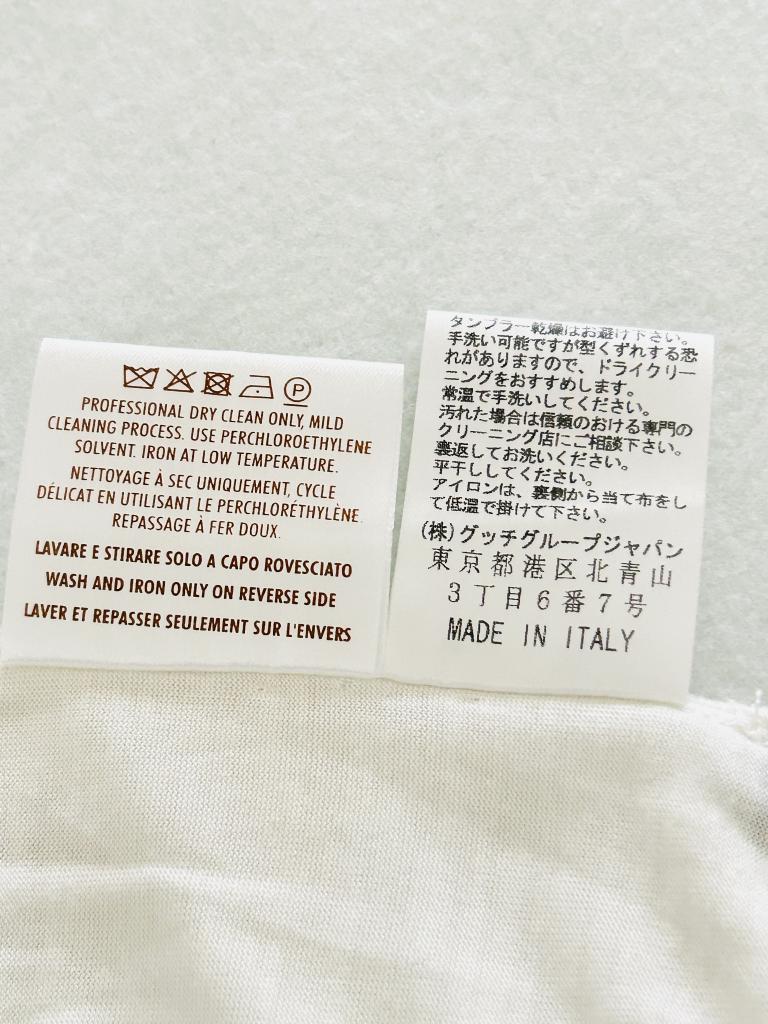 PROFESSIONAL DRY CLEAN ONLY, MILD
CLEANING PROCESS. USE PERCHLOROETHYLENE
SOLVENT. IRON AT LOW TEMPERATURE.
NETTOYAGE À SEC UNIQUEMENT, CYCLE
DÉLICAT EN UTILISANT LE PERCHLORÉTHYLÈNE.
REPASSAGE À FER DOUX.
LAVARE E STIRARE SOLO A CAPO ROVESCIATO
WASH AND IRON ONLY ON REVERSE SIDE
LAVER ET REPASSER SEULEMENT SUR L'ENVERS
タンブラー乾燥はお避け下さい。
手洗い可能ですが型くずれする恐
れがありますので、ドライクリー
ニングをおすすめします。
常温で手洗いしてください。
汚れた場合は信頼のおける専門の
クリーニング店にご相談下さい。
裏返してお洗いください。
平干ししてください。
アイロンは、裏側から当て布をし
て低温で掛けて下さい。
(株)グッチグループジャパン
東京都港区北青山
3丁目6番7号
MADE IN ITALY